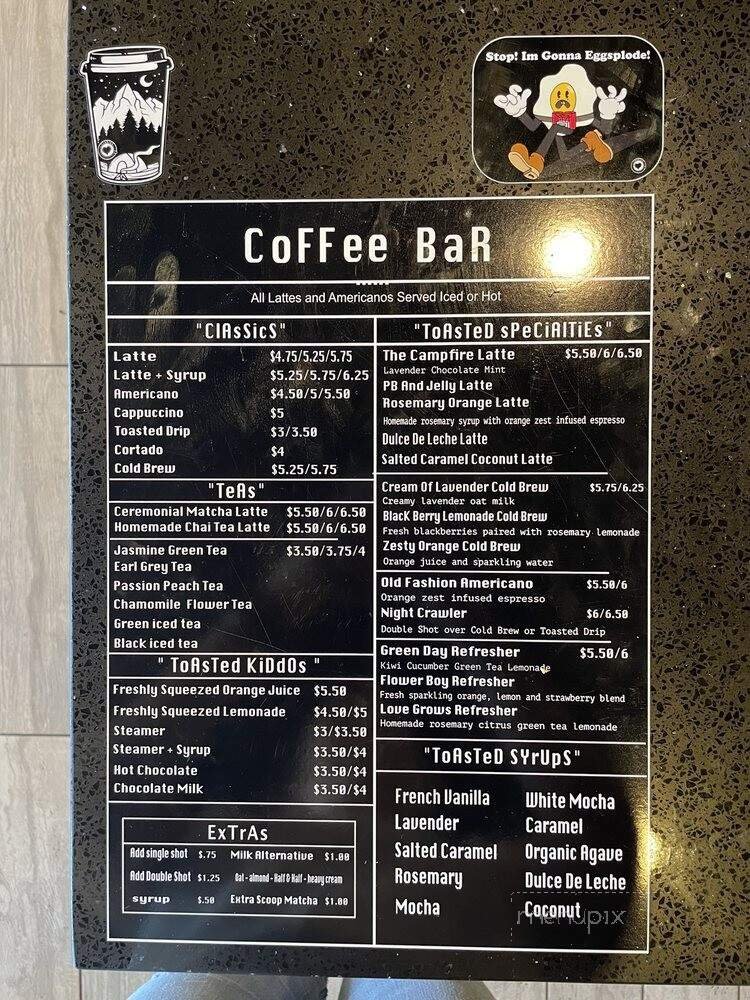 Stop! Im Gonna Eggsplode!
CoFFee BaR
All Lattes and Americanos Served Iced or Hot
"ClAsSicS"
Latte $4.75/5.25/5.75
Latte + Syrup $5.25/5.75/6.25
Americano $4.50/5/5.50
Cappuccino $5
Toasted Drip $3/3.50
Cortado $4
Cold Brew $5.25/5.75
"TeAs"
Ceremonial Matcha Latte $5.50/6/6.50
Homemade Chai Tea Latte $5.50/6/6.50
Jasmine Green Tea $3.50/3.75/4
Earl Grey Tea
Passion Peach Tea
Chamomile Flower Tea
Green iced tea
Black iced tea
" ToAsTeD KiDdOs "
Freshly Squeezed Orange Juice $5.50
Freshly Squeezed Lemonade $4.50/$5
Steamer $3/$3.50
Steamer + Syrup $3.50/$4
Hot Chocolate $3.50/$4
Chocolate Milk $3.50/$4
ExTrAs
Add single shot $.75 Milk Alternative $1.00
Add Double Shot $1.25 Oat - almond - Half & Half - heavy cream
syrup $.50 Extra Scoop Matcha $1.00
"ToAsTeD sPeCiAlTiEs"
The Campfire Latte $5.50/6/6.50
Lavender Chocolate Mint
PB And Jelly Latte
Rosemary Orange Latte
Homemade rosemary syrup with orange zest infused espresso
Dulce De Leche Latte
Salted Caramel Coconut Latte
Cream Of Lavender Cold Brew $5.75/6.25
Creamy lavender oat milk
Black Berry Lemonade Cold Brew
Fresh blackberries paired with rosemary lemonade
Zesty Orange Cold Brew
Orange juice and sparkling water
Old Fashion Americano $5.50/6
Orange zest infused espresso
Night Crawler $6/6.50
Double Shot over Cold Brew or Toasted Drip
Green Day Refresher $5.50/6
Kiwi Cucumber Green Tea Lemonade
Flower Boy Refresher
Fresh sparkling orange, lemon and strawberry blend
Love Grows Refresher
Homemade rosemary citrus green tea lemonade
"ToAsTeD SYrUpS"
French Vanilla White Mocha
Lavender Caramel
Salted Caramel Organic Agave
Rosemary Dulce De Leche
Mocha Coconut
menupix